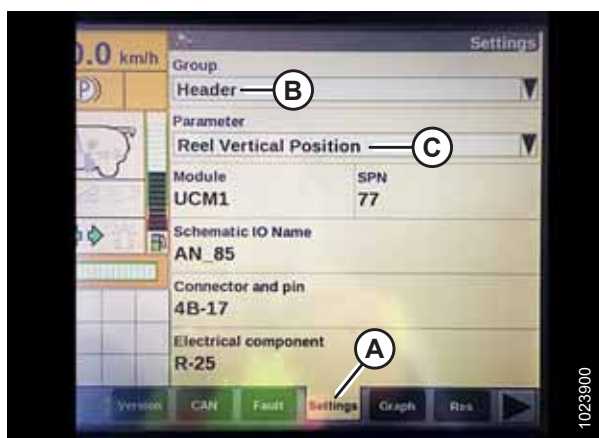 0.0 km/h
Settings
(P)
Group
Header
B
Parameter
Reel Vertical Position
C
Module SPN
UCM1 77
Schematic IO Name
AN_85
Connector and pin
4B-17
Electrical component
R-25
A
Version CAN Fault Settings Graph Res
1023900